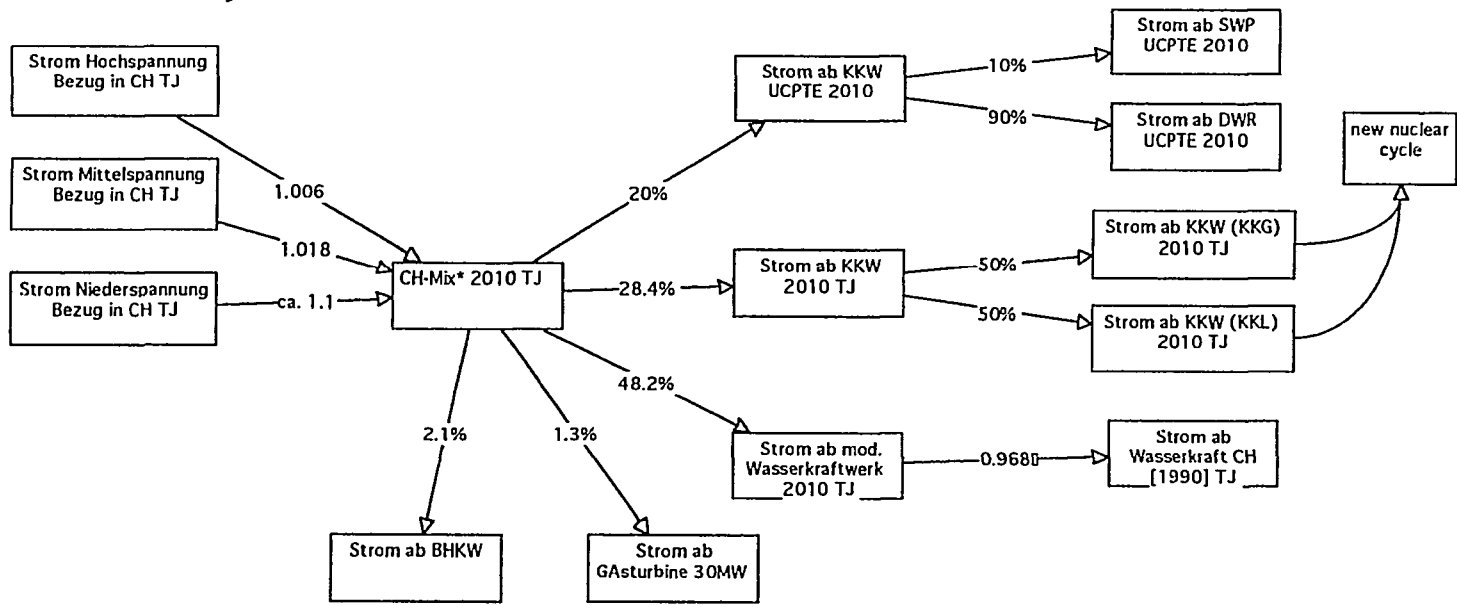 Strom Hochspannung
Bezug in CH TJ
Strom Mittelspannung
Bezug in CH TJ
Strom Niederspannung
Bezug in CH TJ
1.006
1.018
ca. 1.1
CH-Mix* 2010 TJ
20%
28.4%
48.2%
2.1%
1.3%
Strom ab BHKW
Strom ab
GAsturbine 30MW
Strom ab KKW
UCPTE 2010
10%
90%
Strom ab SWP
UCPTE 2010
Strom ab DWR
UCPTE 2010
Strom ab KKW
2010 TJ
50%
50%
Strom ab KKW (KKG)
2010 TJ
Strom ab KKW (KKL)
2010 TJ
new nuclear
cycle
Strom ab mod.
Wasserkraftwerk
2010 TJ
0.968
Strom ab
Wasserkraft CH
[1990] TJ